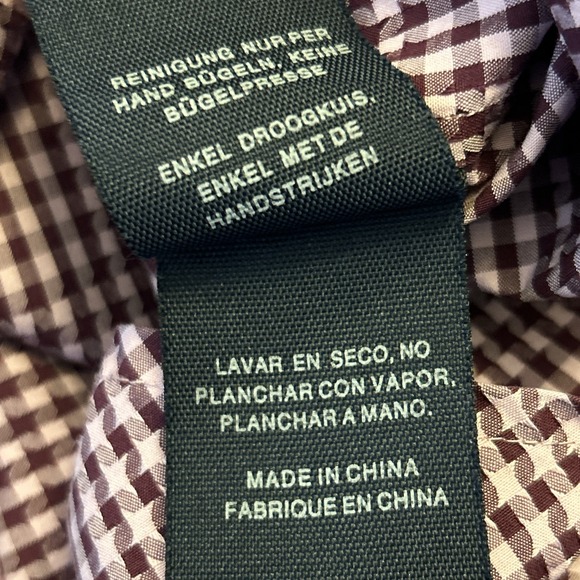 REINIGUNG NUR PER
HAND BÜGELN, KEINE
BÜGELPRESSE
ENKEL DROOGKUIS,
ENKEL MET DE
HANDSTRIJKEN
LAVAR EN SECO, NO
PLANCHAR CON VAPOR.
PLANCHAR A MANO.
MADE IN CHINA
FABRIQUE EN CHINA